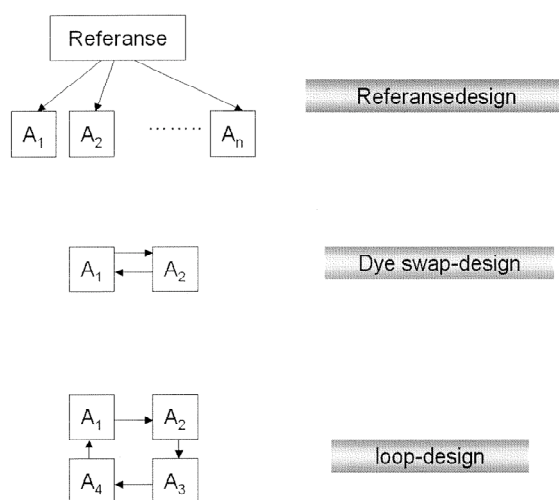 Referanse
Referansedesign
A₁ A₂ ........ Aₙ
A₁ A₂
Dye swap-design
A₁ A₂
loop-design
A₄ A₃